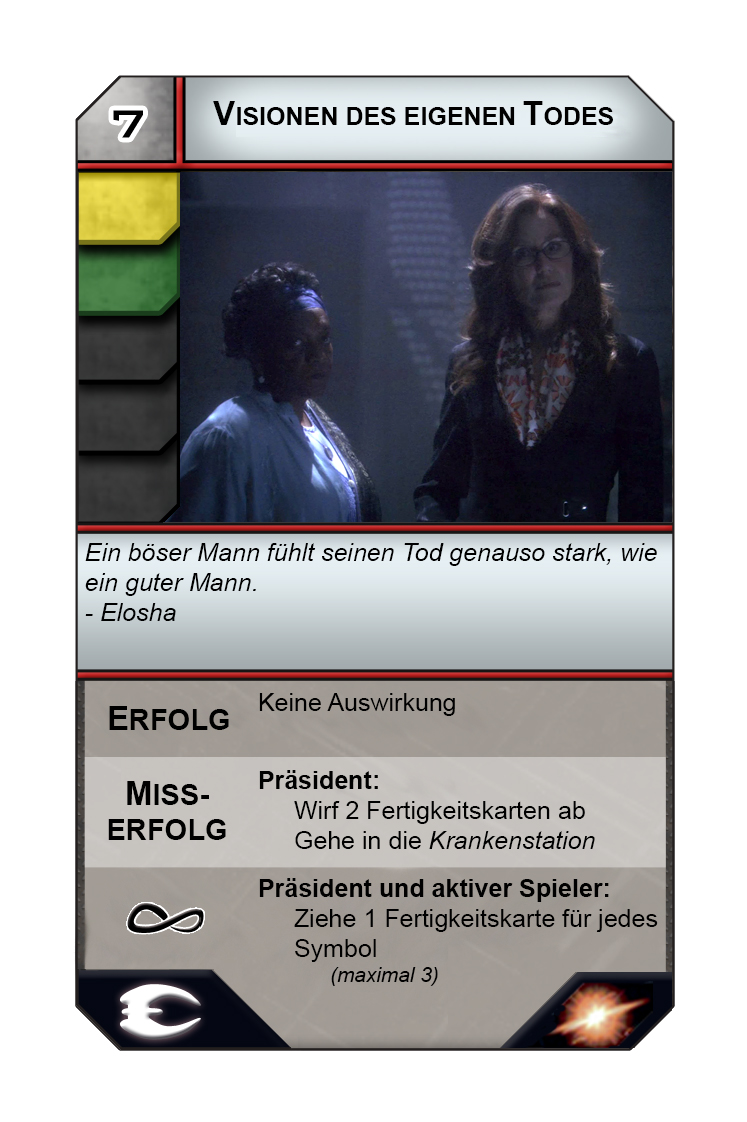 7
VISIONEN DES EIGENEN TODES
Ein böser Mann fühlt seinen Tod genauso stark, wie
ein guter Mann.
- Elosha
ERFOLG
Keine Auswirkung
MISS-
ERFOLG
Präsident:
Wirf 2 Fertigkeitskarten ab
Gehe in die Krankenstation
Präsident und aktiver Spieler:
Ziehe 1 Fertigkeitskarte für jedes
Symbol
(maximal 3)